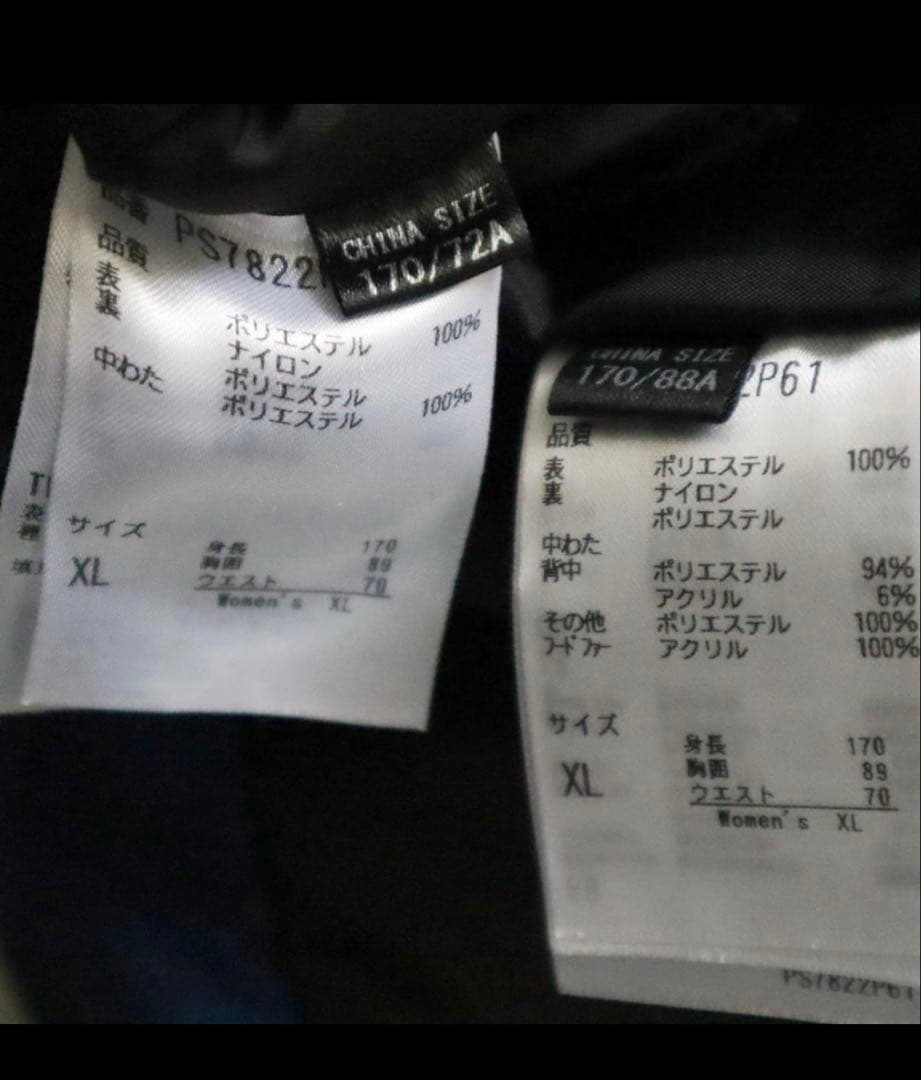 品番 PS7822
CHINA SIZE
170/72A
品質
表 ポリエステル 100%
裏 ナイロン
ポリエステル
中わた ポリエステル 100%
サイズ
XL
身長 170
胸囲 89
ウエスト 70
Women's XL
CHINA SIZE
170/88A
2P61
品質
表 ポリエステル 100%
裏 ナイロン
ポリエステル
中わた
背中 ポリエステル 94%
アクリル 6%
その他 ポリエステル 100%
フードファー アクリル 100%
サイズ
XL
身長 170
胸囲 89
ウエスト 70
Women's XL
PS7822P61